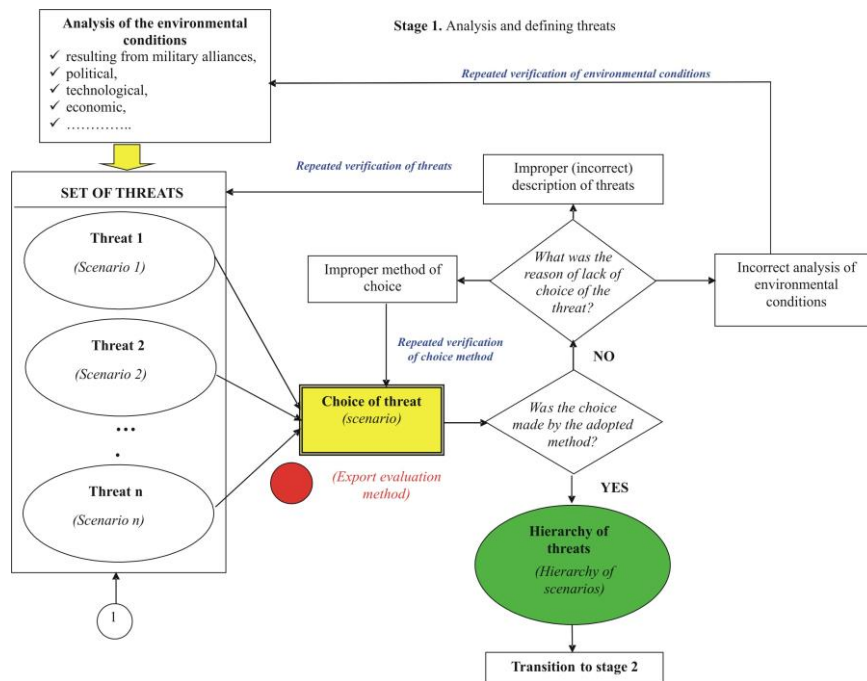 Analysis of the environmental
conditions
✓ resulting from military alliances,
✓ political,
✓ technological,
✓ economic,
✓ …………..
Stage 1. Analysis and defining threats
Repeated verification of environmental conditions
Repeated verification of threats
Improper (incorrect)
description of threats
SET OF THREATS
Threat 1
(Scenario 1)
Improper method of
choice
What was the
reason of lack of
choice of the
threat?
Incorrect analysis of
environmental
conditions
Repeated verification
of choice method
NO
Threat 2
(Scenario 2)
...
.
Choice of threat
(scenario)
Was the choice
made by the adopted
method?
(Export evaluation
method)
YES
Threat n
(Scenario n)
Hierarchy of
threats
(Hierarchy of
scenarios)
1
Transition to stage 2